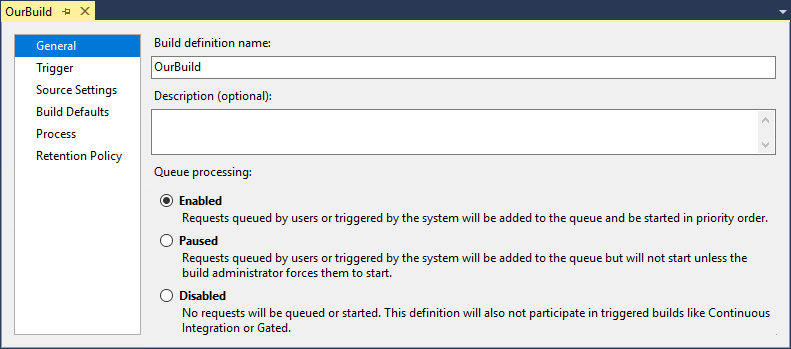 OurBuild
General
Trigger
Source Settings
Build Defaults
Process
Retention Policy
Build definition name:
OurBuild
Description (optional):
Queue processing:
Enabled
Requests queued by users or triggered by the system will be added to the queue and be started in priority order.
Paused
Requests queued by users or triggered by the system will be added to the queue but will not start unless the
build administrator forces them to start.
Disabled
No requests will be queued or started. This definition will also not participate in triggered builds like Continuous
Integration or Gated.